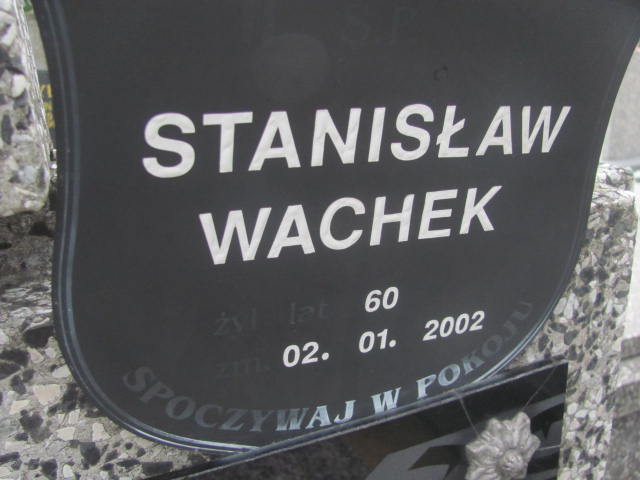 Ś.P.
STANISŁAW
WACHEK
żył lat 60
zm. 02. 01. 2002
SPOCZYWAJ W POKOJU